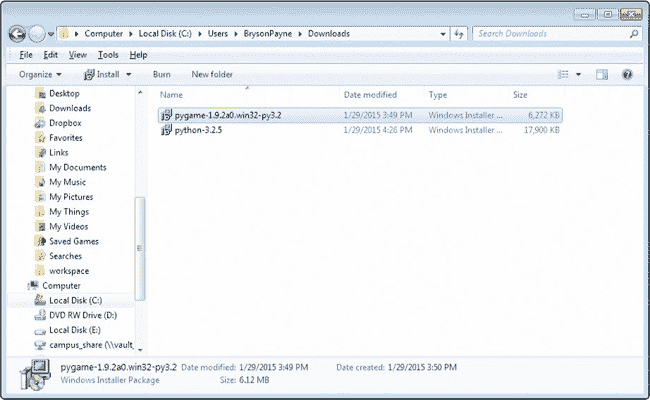 Computer ▸ Local Disk (C:) ▸ Users ▸ BrysonPayne ▸ Downloads
Search Downloads
File Edit View Tools Help
Organize Install Burn New folder
Name Date modified Type Size
Desktop
Downloads
Dropbox
Favorites
Links
My Documents
My Music
My Pictures
My Things
My Videos
Saved Games
Searches
workspace
Computer
Local Disk (C:)
DVD RW Drive (D:)
Local Disk (E:)
campus_share (\\vault_
pygame-1.9.2a0.win32-py3.2 1/29/2015 3:49 PM Windows Installer ... 6,272 KB
python-3.2.5 1/29/2015 4:26 PM Windows Installer ... 17,900 KB
pygame-1.9.2a0.win32-py3.2 Date modified: 1/29/2015 3:49 PM Date created: 1/29/2015 3:50 PM
Windows Installer Package Size: 6.12 MB